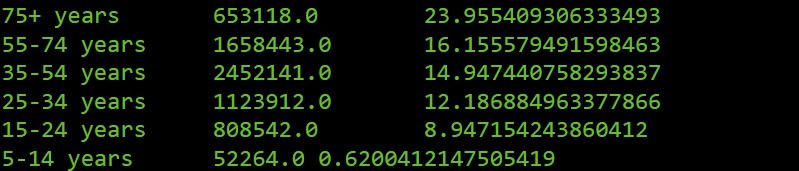 75+ years 653118.0 23.955409306333493
55-74 years 1658443.0 16.155579491598463
35-54 years 2452141.0 14.947440758293837
25-34 years 1123912.0 12.186884963377866
15-24 years 808542.0 8.947154243860412
5-14 years 52264.0 0.6200412147505419